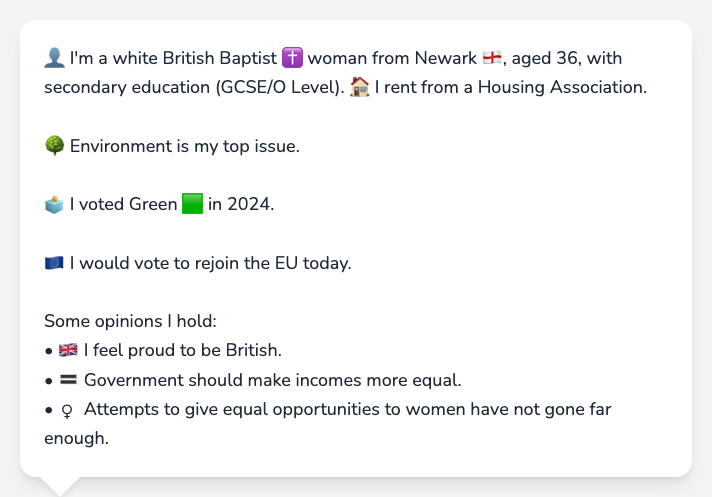 👤 I'm a white British Baptist ✝️ woman from Newark 🏴󠁧󠁢󠁥󠁮󠁧󠁿, aged 36, with
secondary education (GCSE/O Level). 🏠 I rent from a Housing Association.
🌳 Environment is my top issue.
🗳️ I voted Green 🟩 in 2024.
🇪🇺 I would vote to rejoin the EU today.
Some opinions I hold:
• 🇬🇧 I feel proud to be British.
• 🟰 Government should make incomes more equal.
• ♀ Attempts to give equal opportunities to women have not gone far
enough.